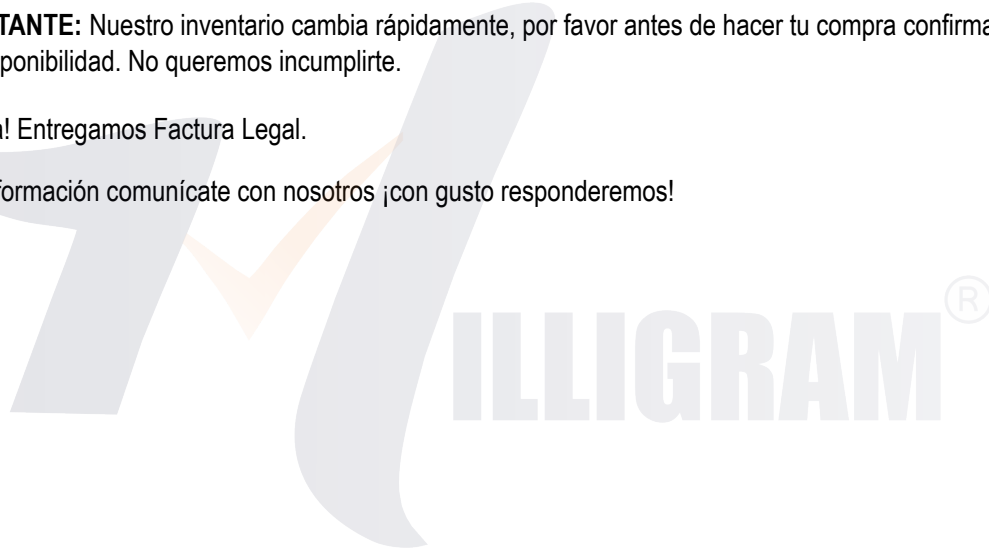 TANTE: Nuestro inventario cambia rápidamente, por favor antes de hacer tu compra confirma
ponibilidad. No queremos incumplirte.
a! Entregamos Factura Legal.
formación comunícate con nosotros ¡con gusto responderemos!
MILLIGRAM®